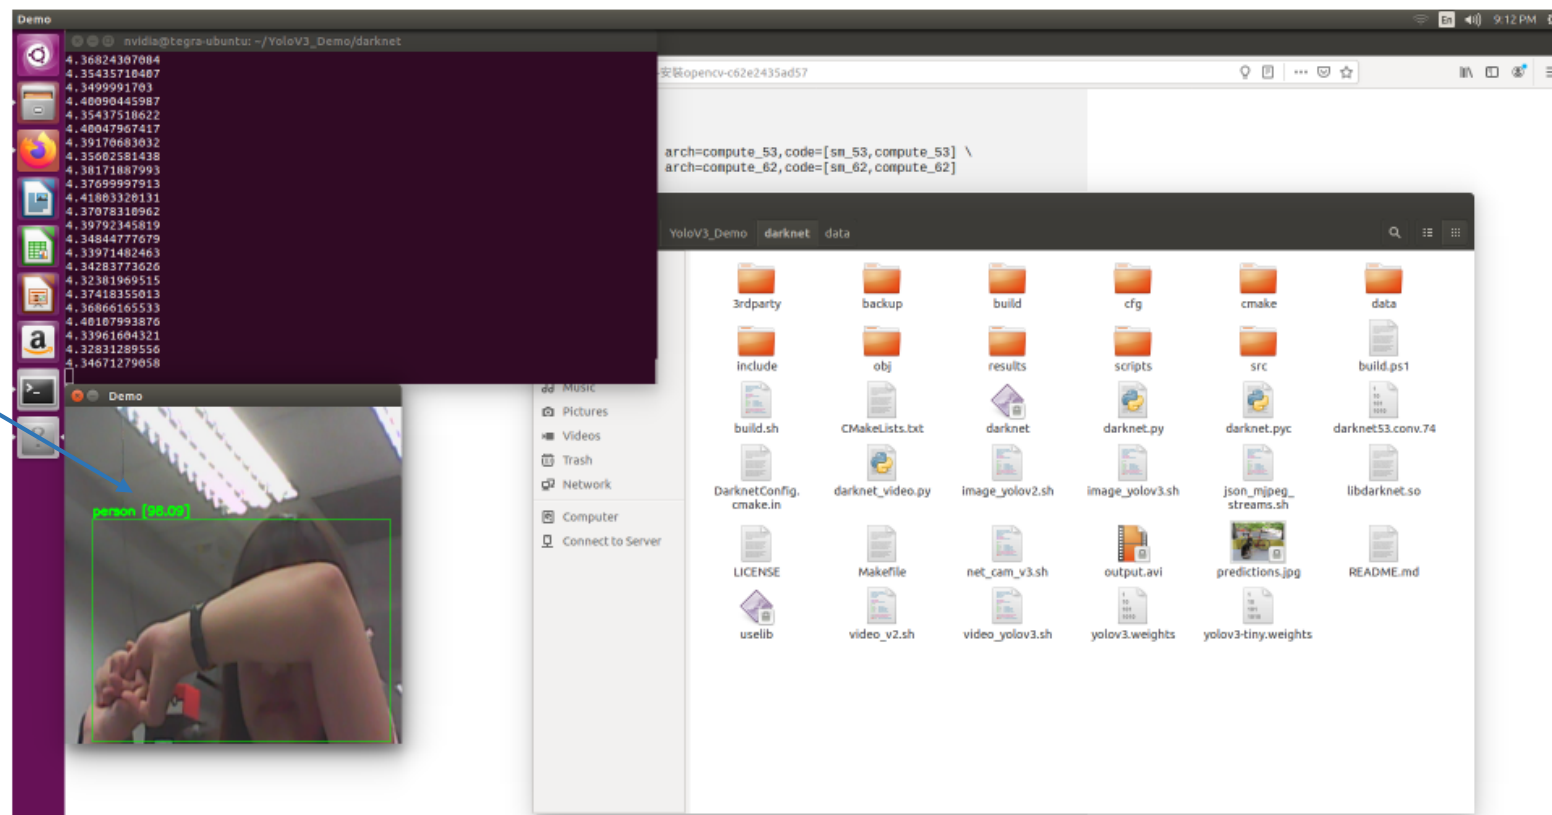 Demo
En
9:12 PM
nvidia@tegra-ubuntu: ~/YoloV3_Demo/darknet
4.36824307084
4.35435710407
4.3499991703
4.40090445987
4.35437518622
4.40047967417
4.39170683032
4.35602581438
4.38171887993
4.37699997913
4.41803320131
4.37078310962
4.39792345819
4.34844777679
4.33971482463
4.34283773626
4.32381969515
4.37418355013
4.36866165533
4.40107993876
4.33961604321
4.32831289556
4.34671279058
安裝opencv-c62e2435ad57
arch=compute_53,code=[sm_53,compute_53] \
arch=compute_62,code=[sm_62,compute_62]
YoloV3_Demo darknet data
Music
Pictures
Videos
Trash
Network
Computer
Connect to Server
3rdparty backup build cfg cmake data
include obj results scripts src build.ps1
build.sh CMakeLists.txt darknet darknet.py darknet.pyc darknet53.conv.74
DarknetConfig.cmake.in darknet_video.py image_yolov2.sh image_yolov3.sh json_mjpeg_streams.sh libdarknet.so
LICENSE Makefile net_cam_v3.sh output.avi predictions.jpg README.md
uselib video_v2.sh video_yolov3.sh yolov3.weights yolov3-tiny.weights
Demo
person [98.09]